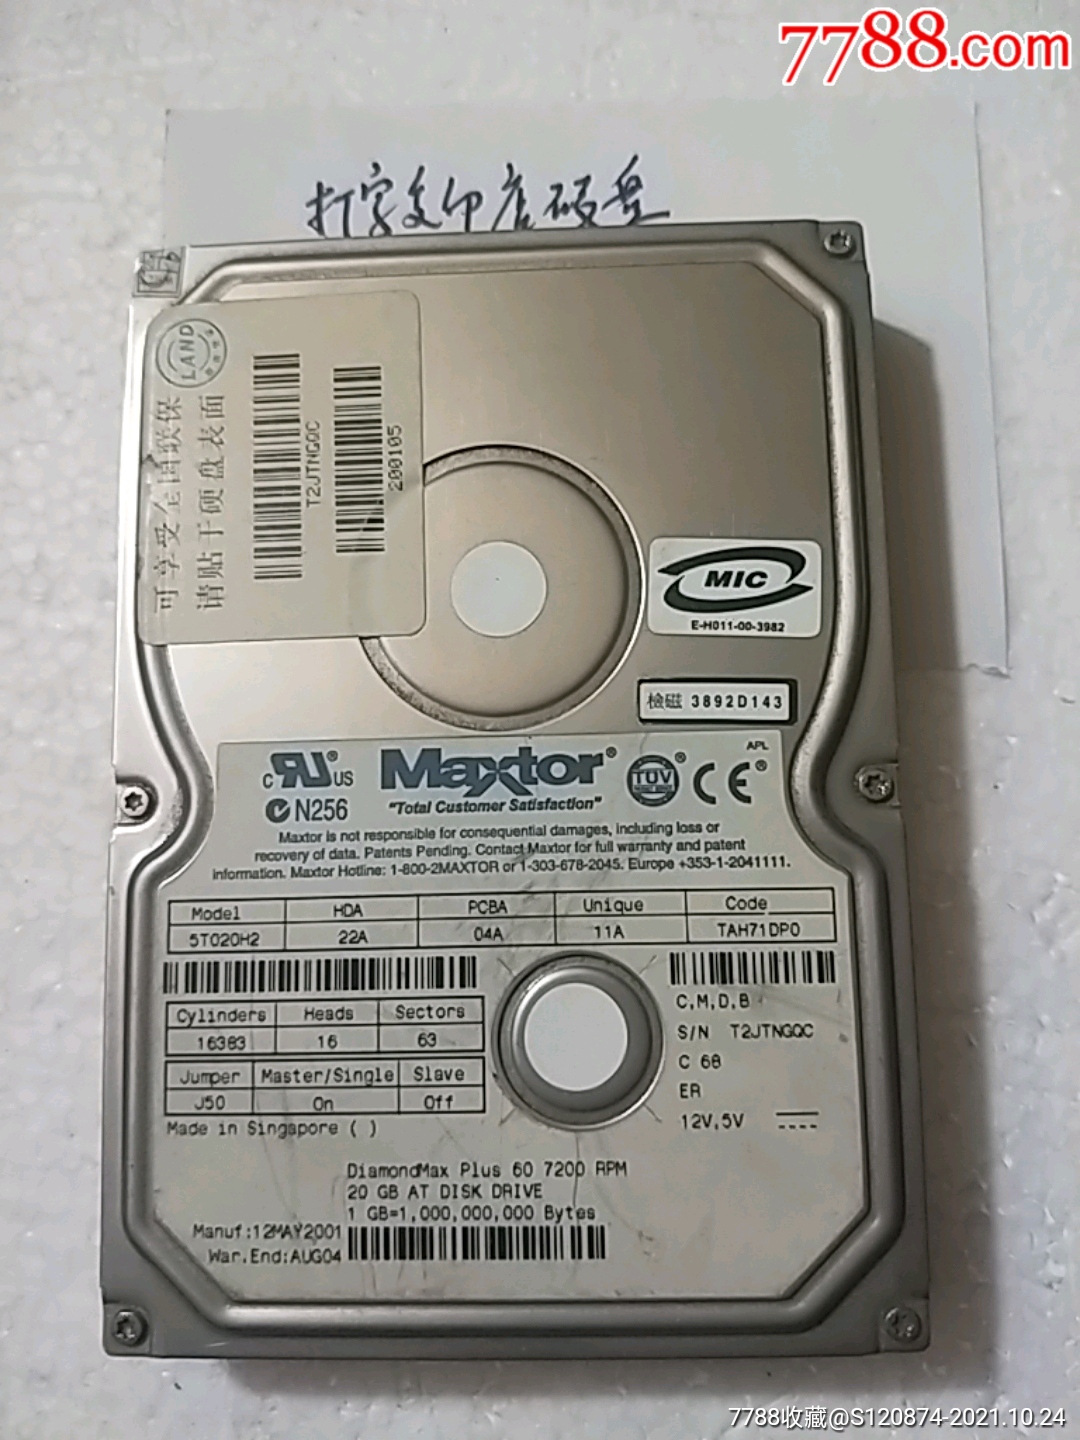 7788.com
打字复印店硬盘
LAND
可享受全国联保
请贴于硬盘表面
T2JTNGQC
200105
MIC
E-H011-00-3982
檢磁 3892D143
APL
c RU® US Maxtor® TÜV® CE®
N256 "Total Customer Satisfaction"
Maxtor is not responsible for consequential damages, including loss or
recovery of data. Patents Pending. Contact Maxtor for full warranty and patent
information. Maxtor Hotline: 1-800-2MAXTOR or 1-303-678-2045. Europe +353-1-2041111.
Model HDA PCBA Unique Code
5T020H2 22A 04A 11A TAH71DP0
C,M,D,B
Cylinders Heads Sectors
16383 16 63
S/N T2JTNGQC
C 68
Jumper Master/Single Slave
J50 On Off
ER
12V,5V
Made in Singapore ( )
DiamondMax Plus 60 7200 RPM
20 GB AT DISK DRIVE
1 GB=1,000,000,000 Bytes
Manuf:12MAY2001
War.End:AUG04
7788收藏@S120874-2021.10.24